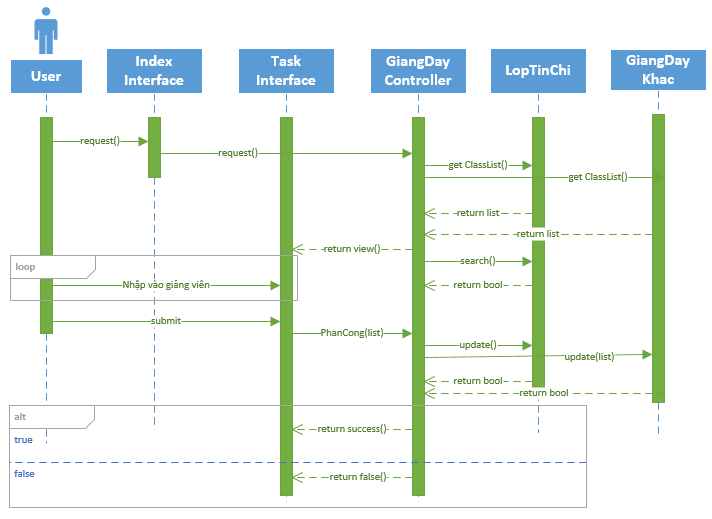 User
Index
Interface
Task
Interface
GiangDay
Controller
LopTinChi
GiangDay
Khac
request()
request()
get ClassList()
get ClassList()
return list
return list
return view()
loop
search()
Nhập vào giảng viên
return bool
submit
PhanCong(list)
update()
update(list)
return bool
return bool
alt
return success()
true
false
return false()